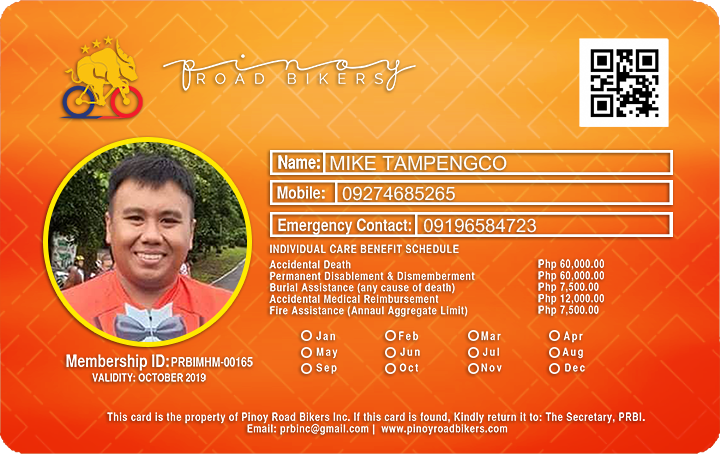 pinoy
ROAD BIKERS
Name: MIKE TAMPENGCO
Mobile: 09274685265
Emergency Contact: 09196584723
INDIVIDUAL CARE BENEFIT SCHEDULE
Accidental Death Php 60,000.00
Permanent Disablement & Dismemberment Php 60,000.00
Burial Assistance (any cause of death) Php 7,500.00
Accidental Medical Reimbursement Php 12,000.00
Fire Assistance (Annaul Aggregate Limit) Php 7,500.00
Jan Feb Mar Apr
May Jun Jul Aug
Sep Oct Nov Dec
Membership ID: PRBIMHM-00165
VALIDITY: OCTOBER 2019
This card is the property of Pinoy Road Bikers Inc. If this card is found, Kindly return it to: The Secretary, PRBI.
Email: prbinc@gmail.com | www.pinoyroadbikers.com